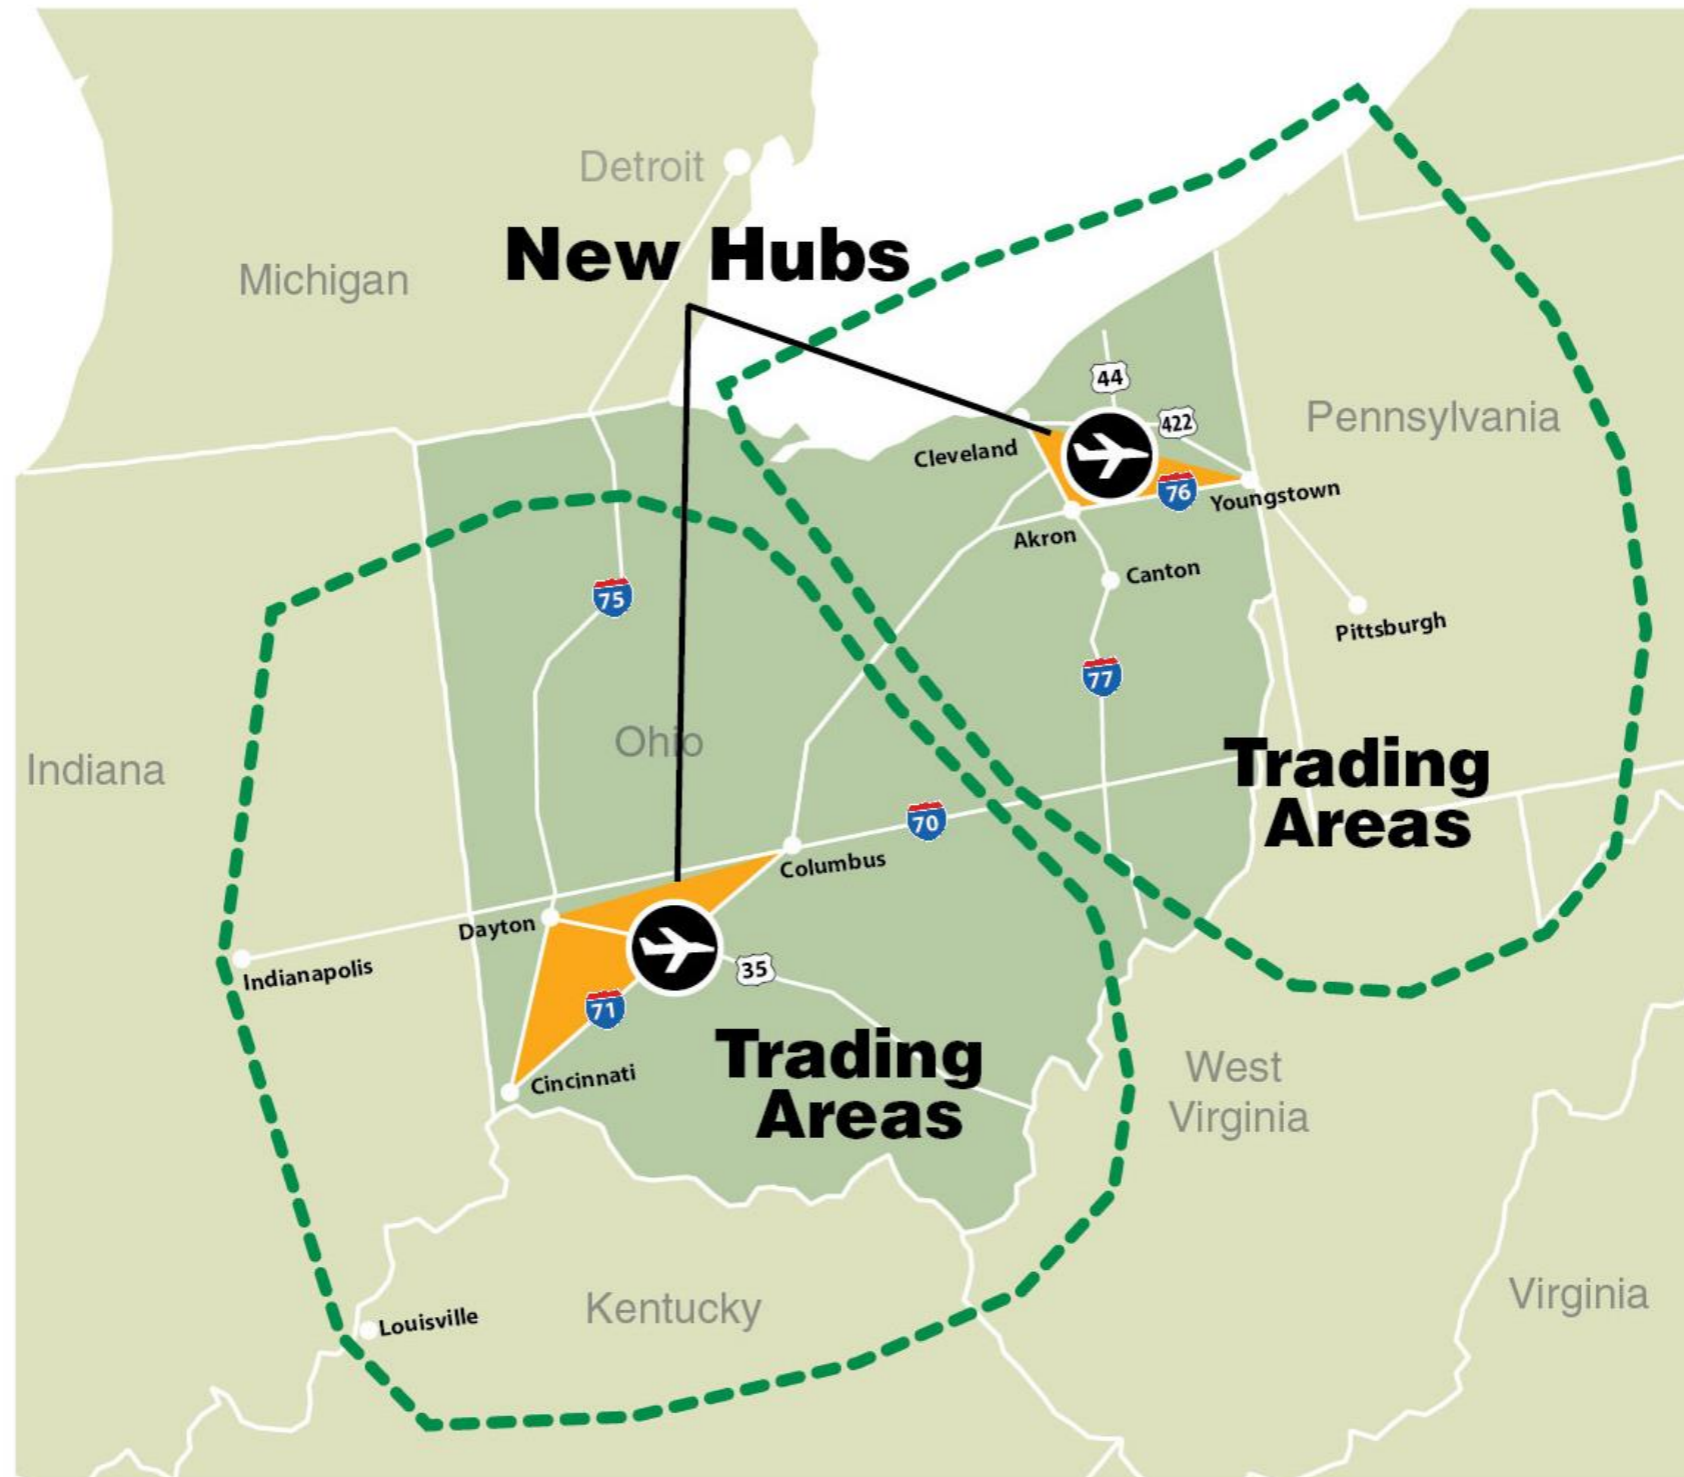 Detroit
New Hubs
Michigan
44
Pennsylvania
422
Cleveland
76
Youngstown
Akron
Canton
75
Pittsburgh
77
Ohio
Indiana
Trading
Areas
70
Columbus
Dayton
Indianapolis
35
71
Trading
Areas
Cincinnati
West
Virginia
Virginia
Kentucky
Louisville